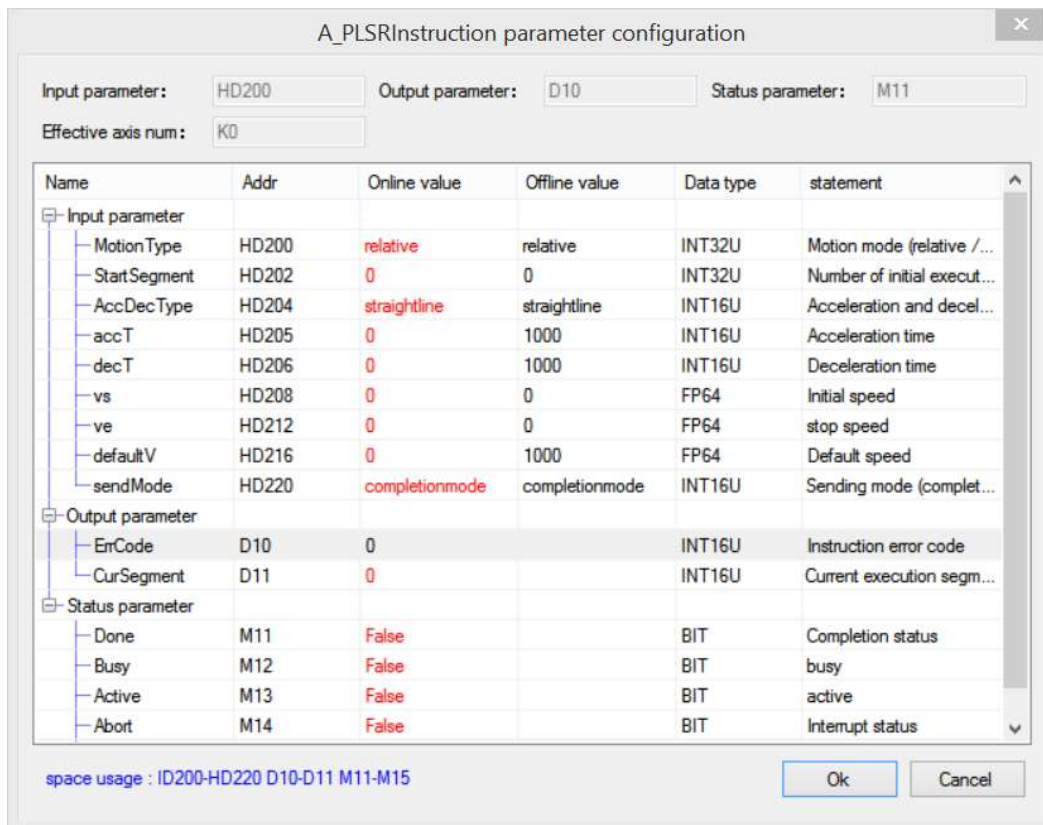 A_PLSRInstruction parameter configuration
Input parameter: HD200 Output parameter: D10 Status parameter: M11
Effective axis num: K0
Name Addr Online value Offline value Data type statement
Input parameter
MotionType HD200 relative relative INT32U Motion mode (relative /...
StartSegment HD202 0 0 INT32U Number of initial execut...
AccDecType HD204 straightline straightline INT16U Acceleration and decel...
accT HD205 0 1000 INT16U Acceleration time
decT HD206 0 1000 INT16U Deceleration time
vs HD208 0 0 FP64 Initial speed
ve HD212 0 0 FP64 stop speed
defaultV HD216 0 1000 FP64 Default speed
sendMode HD220 completionmode completionmode INT16U Sending mode (complet...
Output parameter
ErrCode D10 0 INT16U Instruction error code
CurSegment D11 0 INT16U Current execution segm...
Status parameter
Done M11 False BIT Completion status
Busy M12 False BIT busy
Active M13 False BIT active
Abort M14 False BIT Interrupt status
space usage : ID200-HD220 D10-D11 M11-M15
Ok Cancel